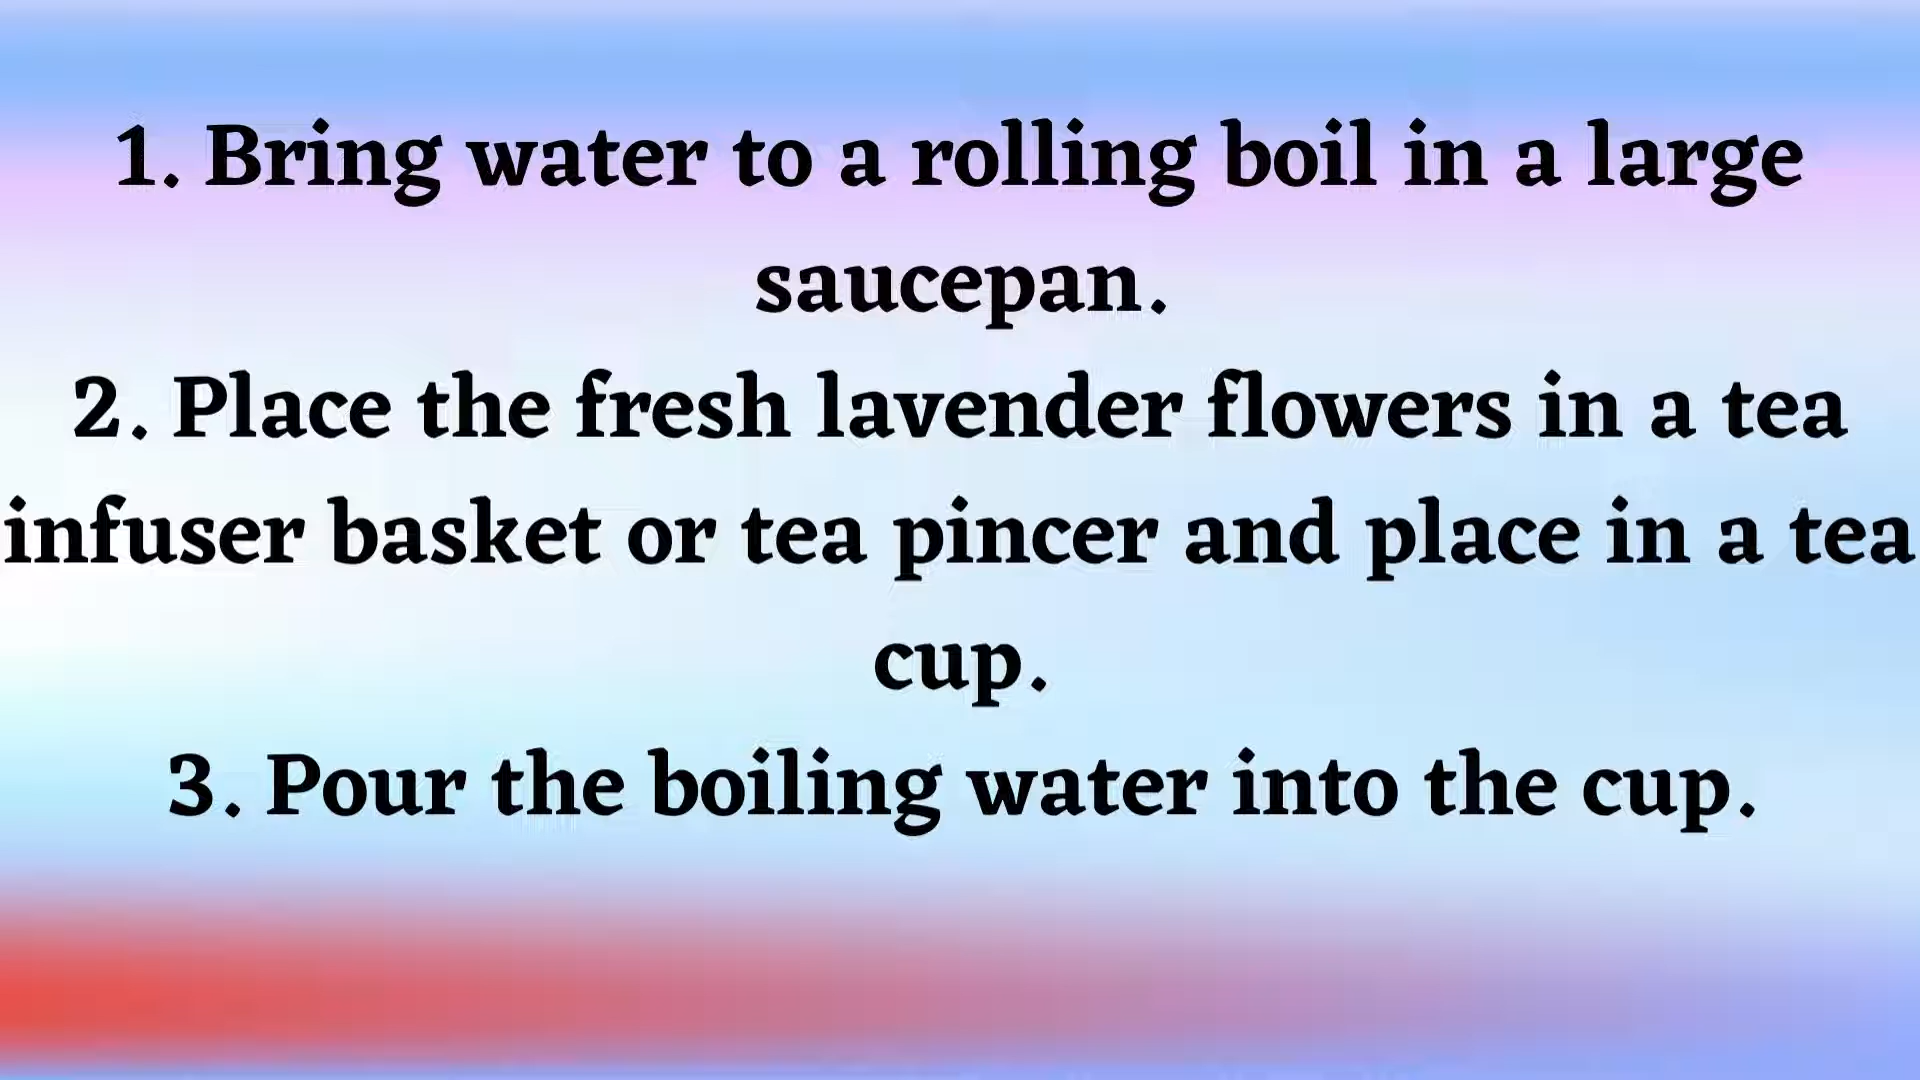 1. Bring water to a rolling boil in a large
saucepan.
2. Place the fresh lavender flowers in a tea
infuser basket or tea pincer and place in a tea
cup.
3. Pour the boiling water into the cup.